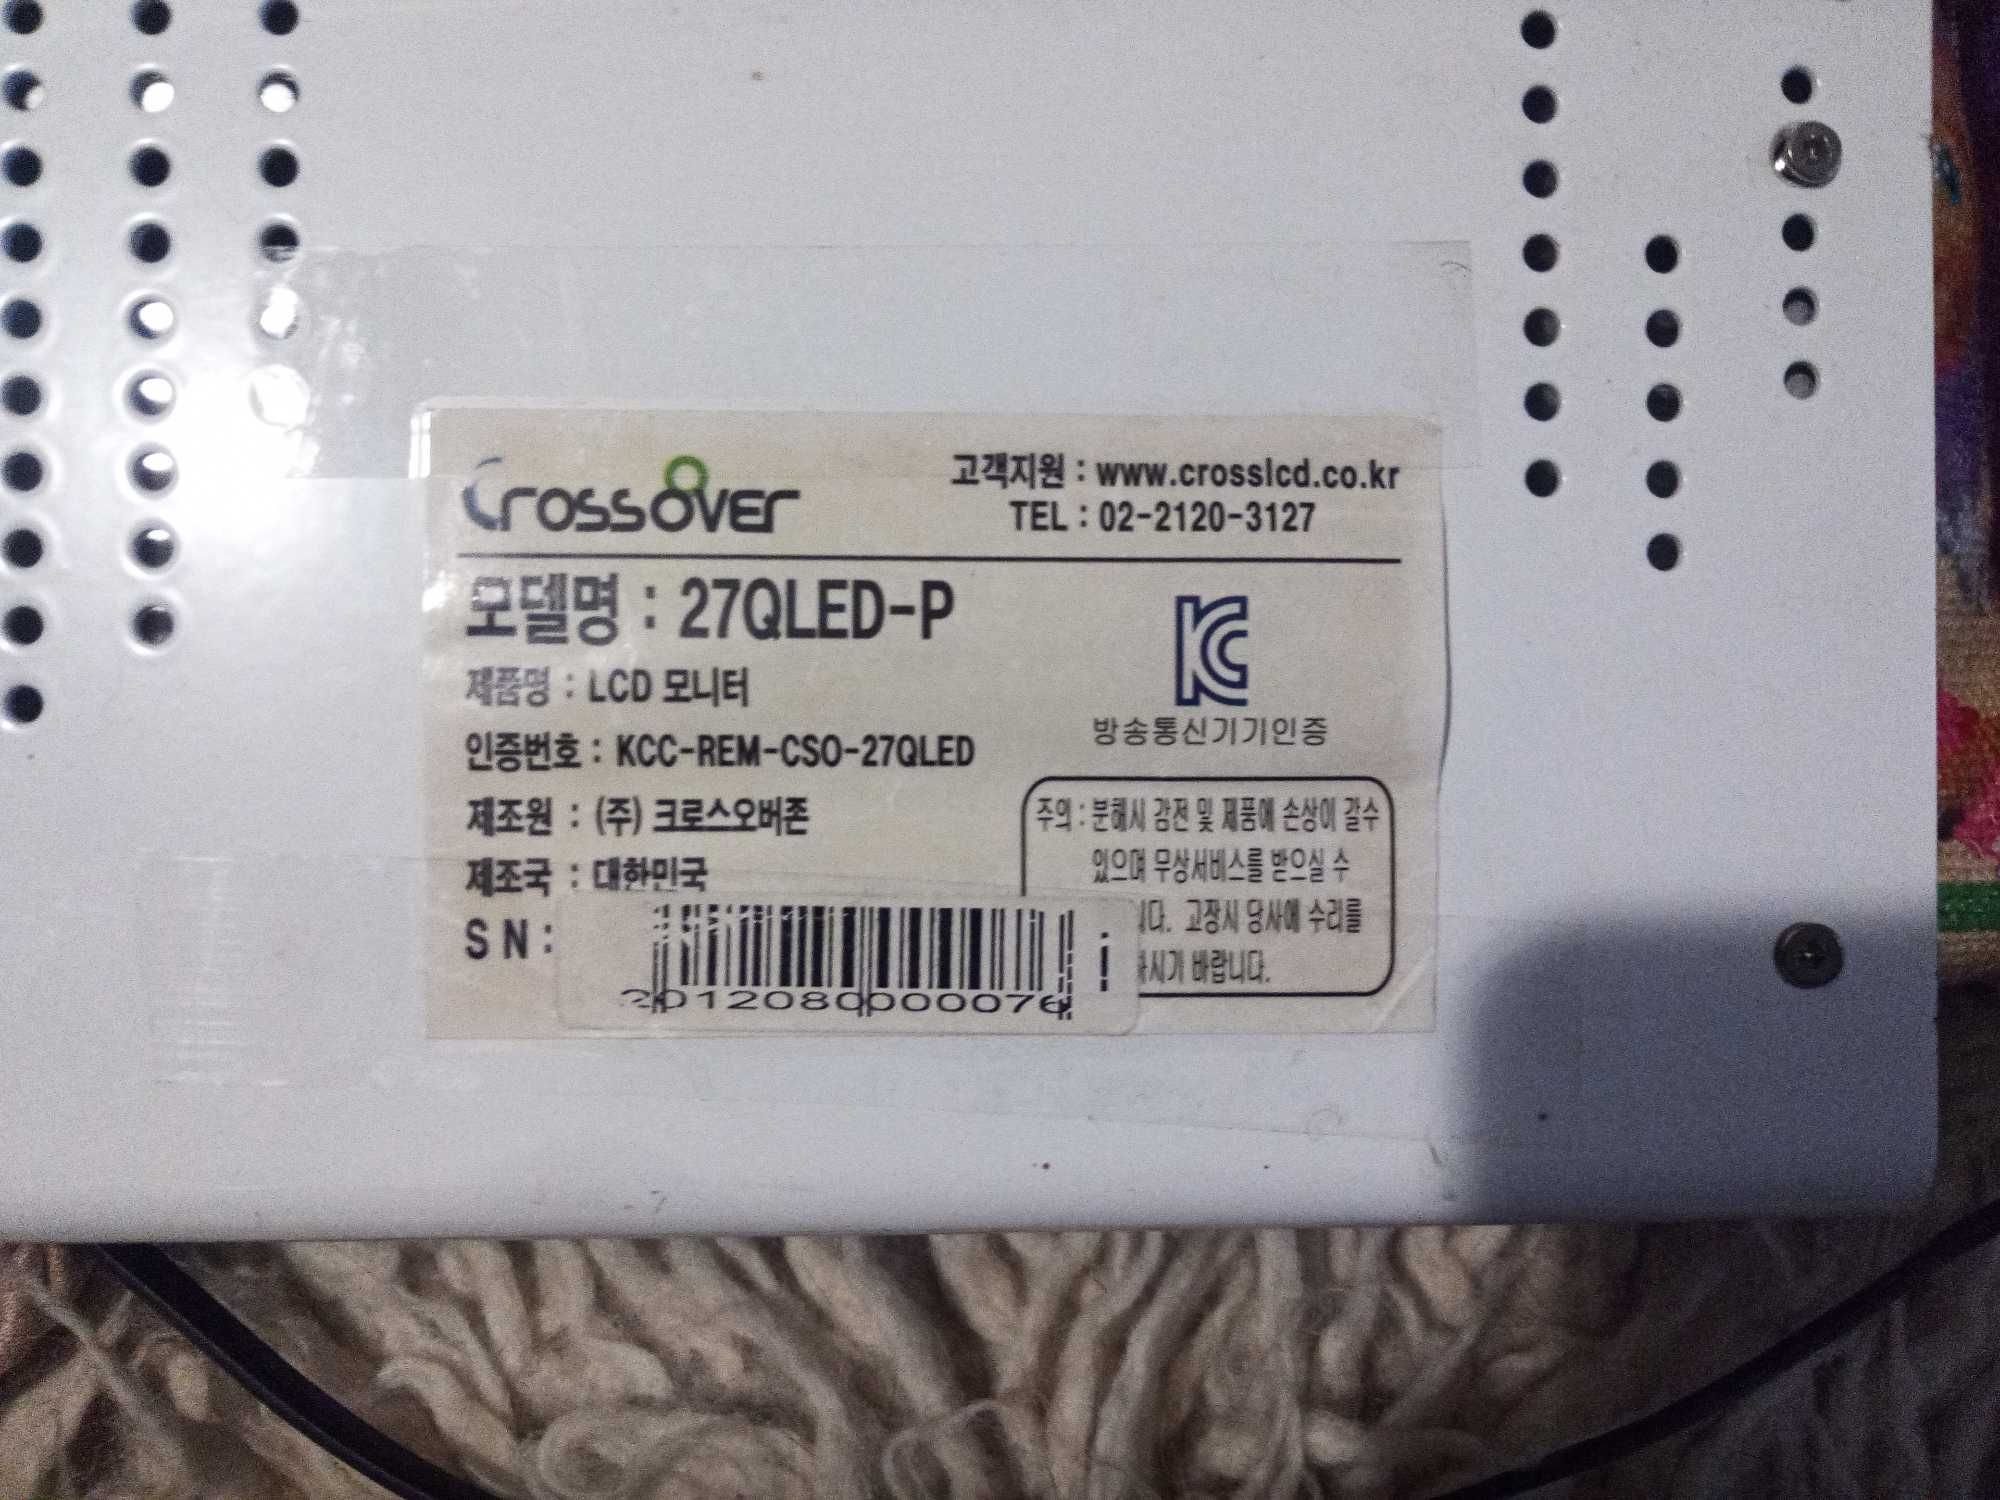 CrossOver
고객지원 : www.crosslcd.co.kr
TEL : 02-2120-3127
모델명 : 27QLED-P
제품명 : LCD 모니터
인증번호 : KCC-REM-CSO-27QLED
제조원 : (주) 크로스오버존
제조국 : 대한민국
S N :
2012080000076
KC
방송통신기기인증
주의 : 분해시 감전 및 제품에 손상이 갈수
있으며 무상서비스를 받으실 수
니다. 고장시 당사에 수리를
하시기 바랍니다.